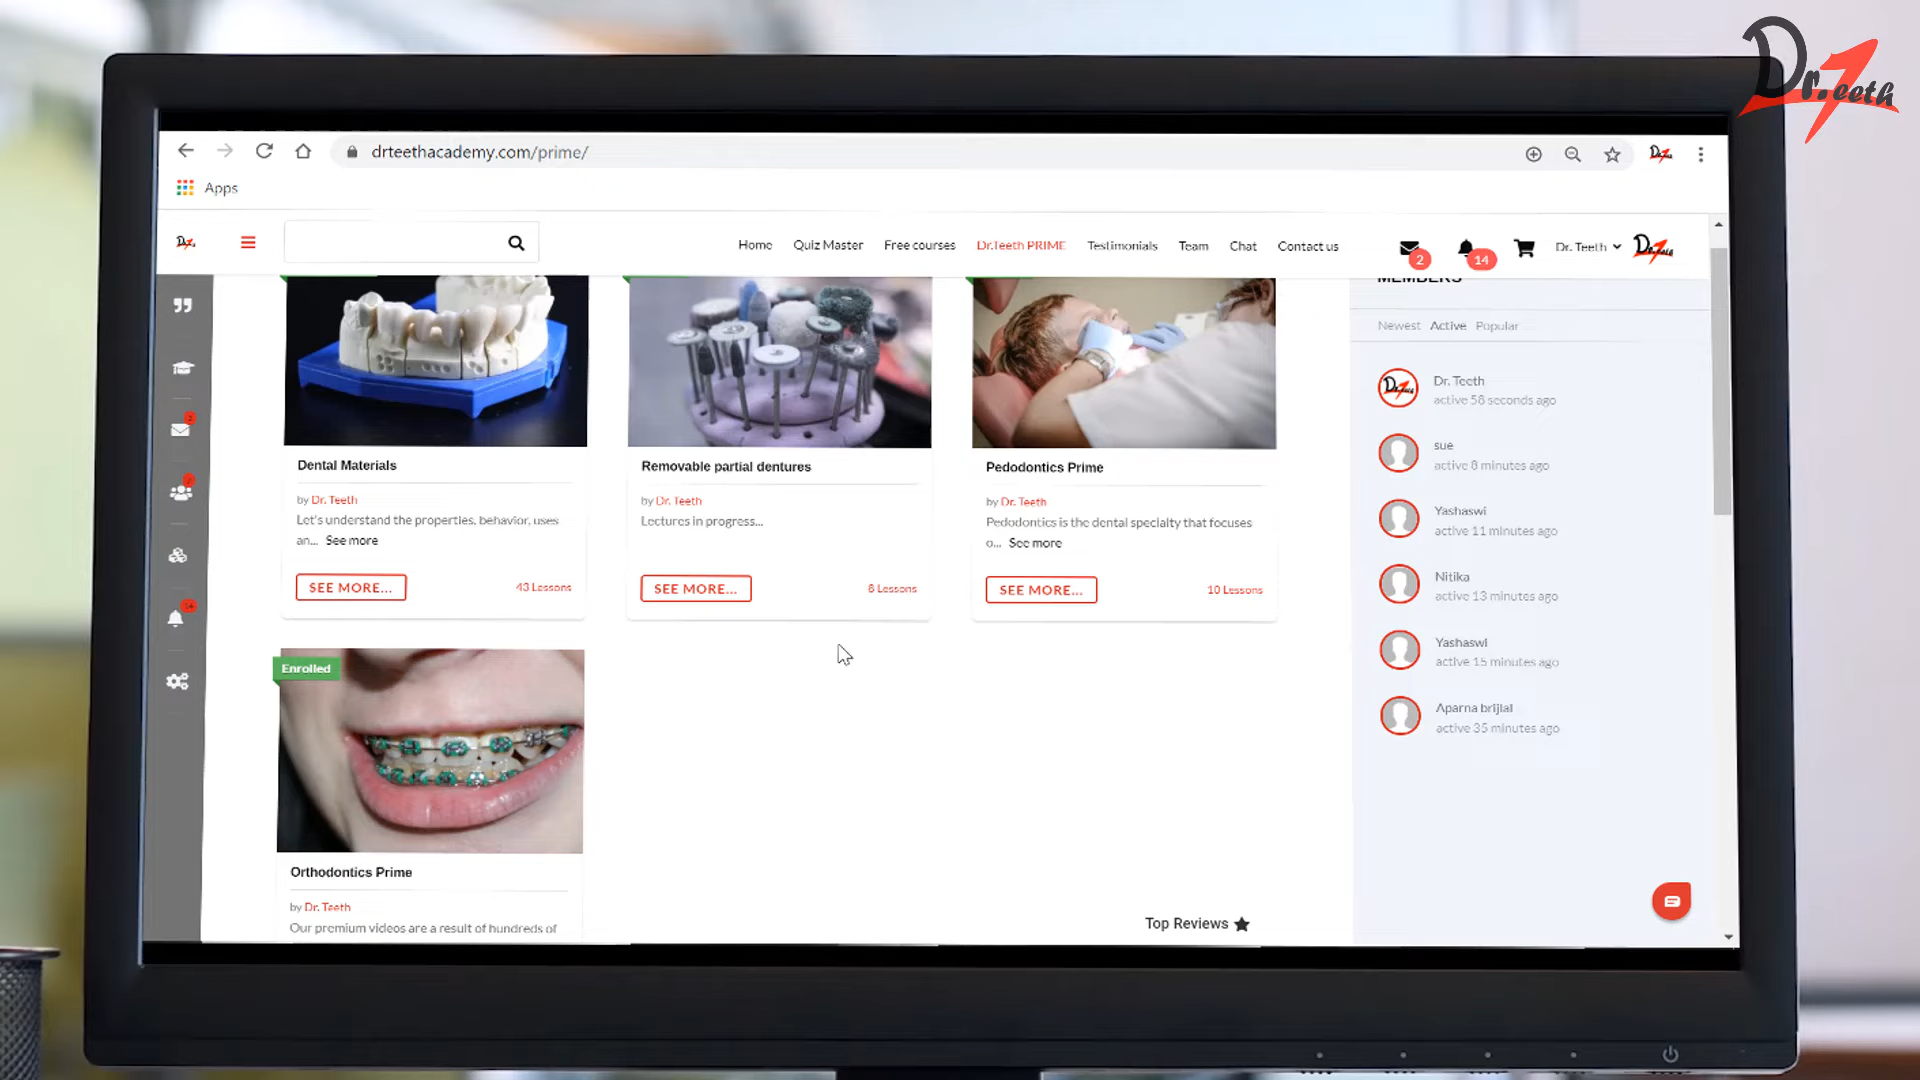 Dr.Teeth
drteethacademy.com/prime/
Apps
Home Quiz Master Free courses Dr.Teeth PRIME Testimonials Team Chat Contact us 2 14 Dr. Teeth
MEMBERS
Newest Active Popular
Dr. Teeth
active 58 seconds ago
sue
active 8 minutes ago
Yashaswi
active 11 minutes ago
Nitika
active 13 minutes ago
Yashaswi
active 15 minutes ago
Aparna brijlal
active 35 minutes ago
Dental Materials
by Dr. Teeth
Let's understand the properties, behavior, uses
an... See more
SEE MORE... 43 Lessons
Removable partial dentures
by Dr. Teeth
Lectures in progress...
SEE MORE... 6 Lessons
Pedodontics Prime
by Dr. Teeth
Pedodontics is the dental specialty that focuses
o... See more
SEE MORE... 10 Lessons
Enrolled
Orthodontics Prime
by Dr. Teeth
Our premium videos are a result of hundreds of
Top Reviews